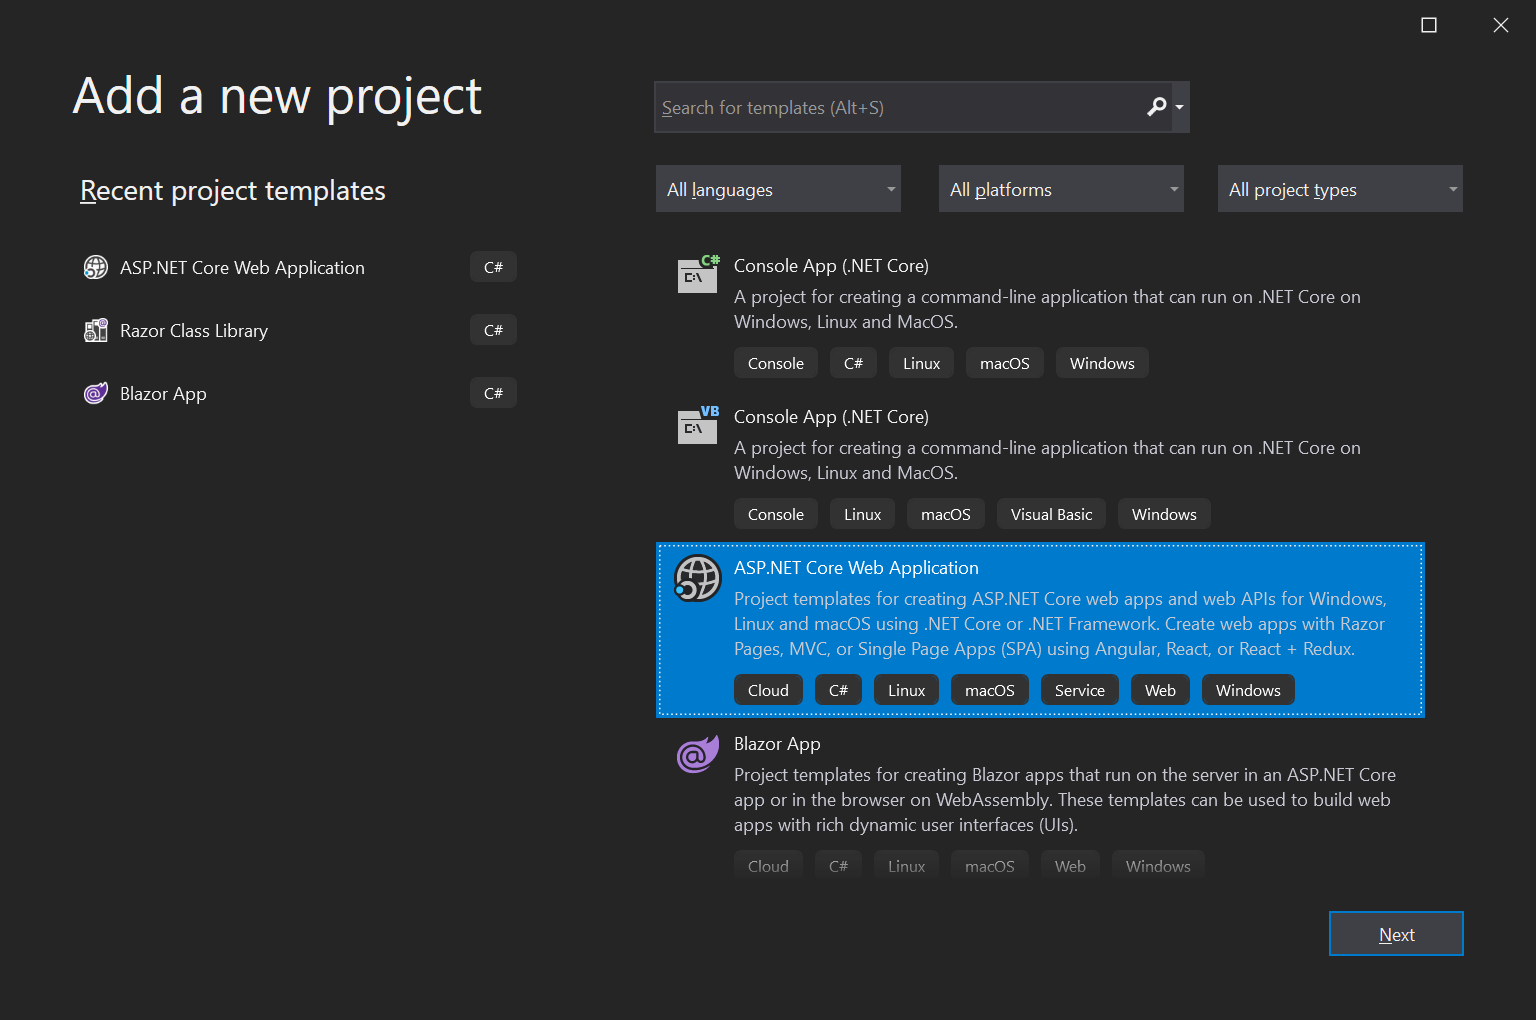 Add a new project
Search for templates (Alt+S)
Recent project templates
All languages
All platforms
All project types
ASP.NET Core Web Application
C#
Razor Class Library
C#
Blazor App
C#
C#
C:\
Console App (.NET Core)
A project for creating a command-line application that can run on .NET Core on
Windows, Linux and MacOS.
Console C# Linux macOS Windows
VB
C:\
Console App (.NET Core)
A project for creating a command-line application that can run on .NET Core on
Windows, Linux and MacOS.
Console Linux macOS Visual Basic Windows
ASP.NET Core Web Application
Project templates for creating ASP.NET Core web apps and web APIs for Windows,
Linux and macOS using .NET Core or .NET Framework. Create web apps with Razor
Pages, MVC, or Single Page Apps (SPA) using Angular, React, or React + Redux.
Cloud C# Linux macOS Service Web Windows
Blazor App
Project templates for creating Blazor apps that run on the server in an ASP.NET Core
app or in the browser on WebAssembly. These templates can be used to build web
apps with rich dynamic user interfaces (UIs).
Cloud C# Linux macOS Web Windows
Next